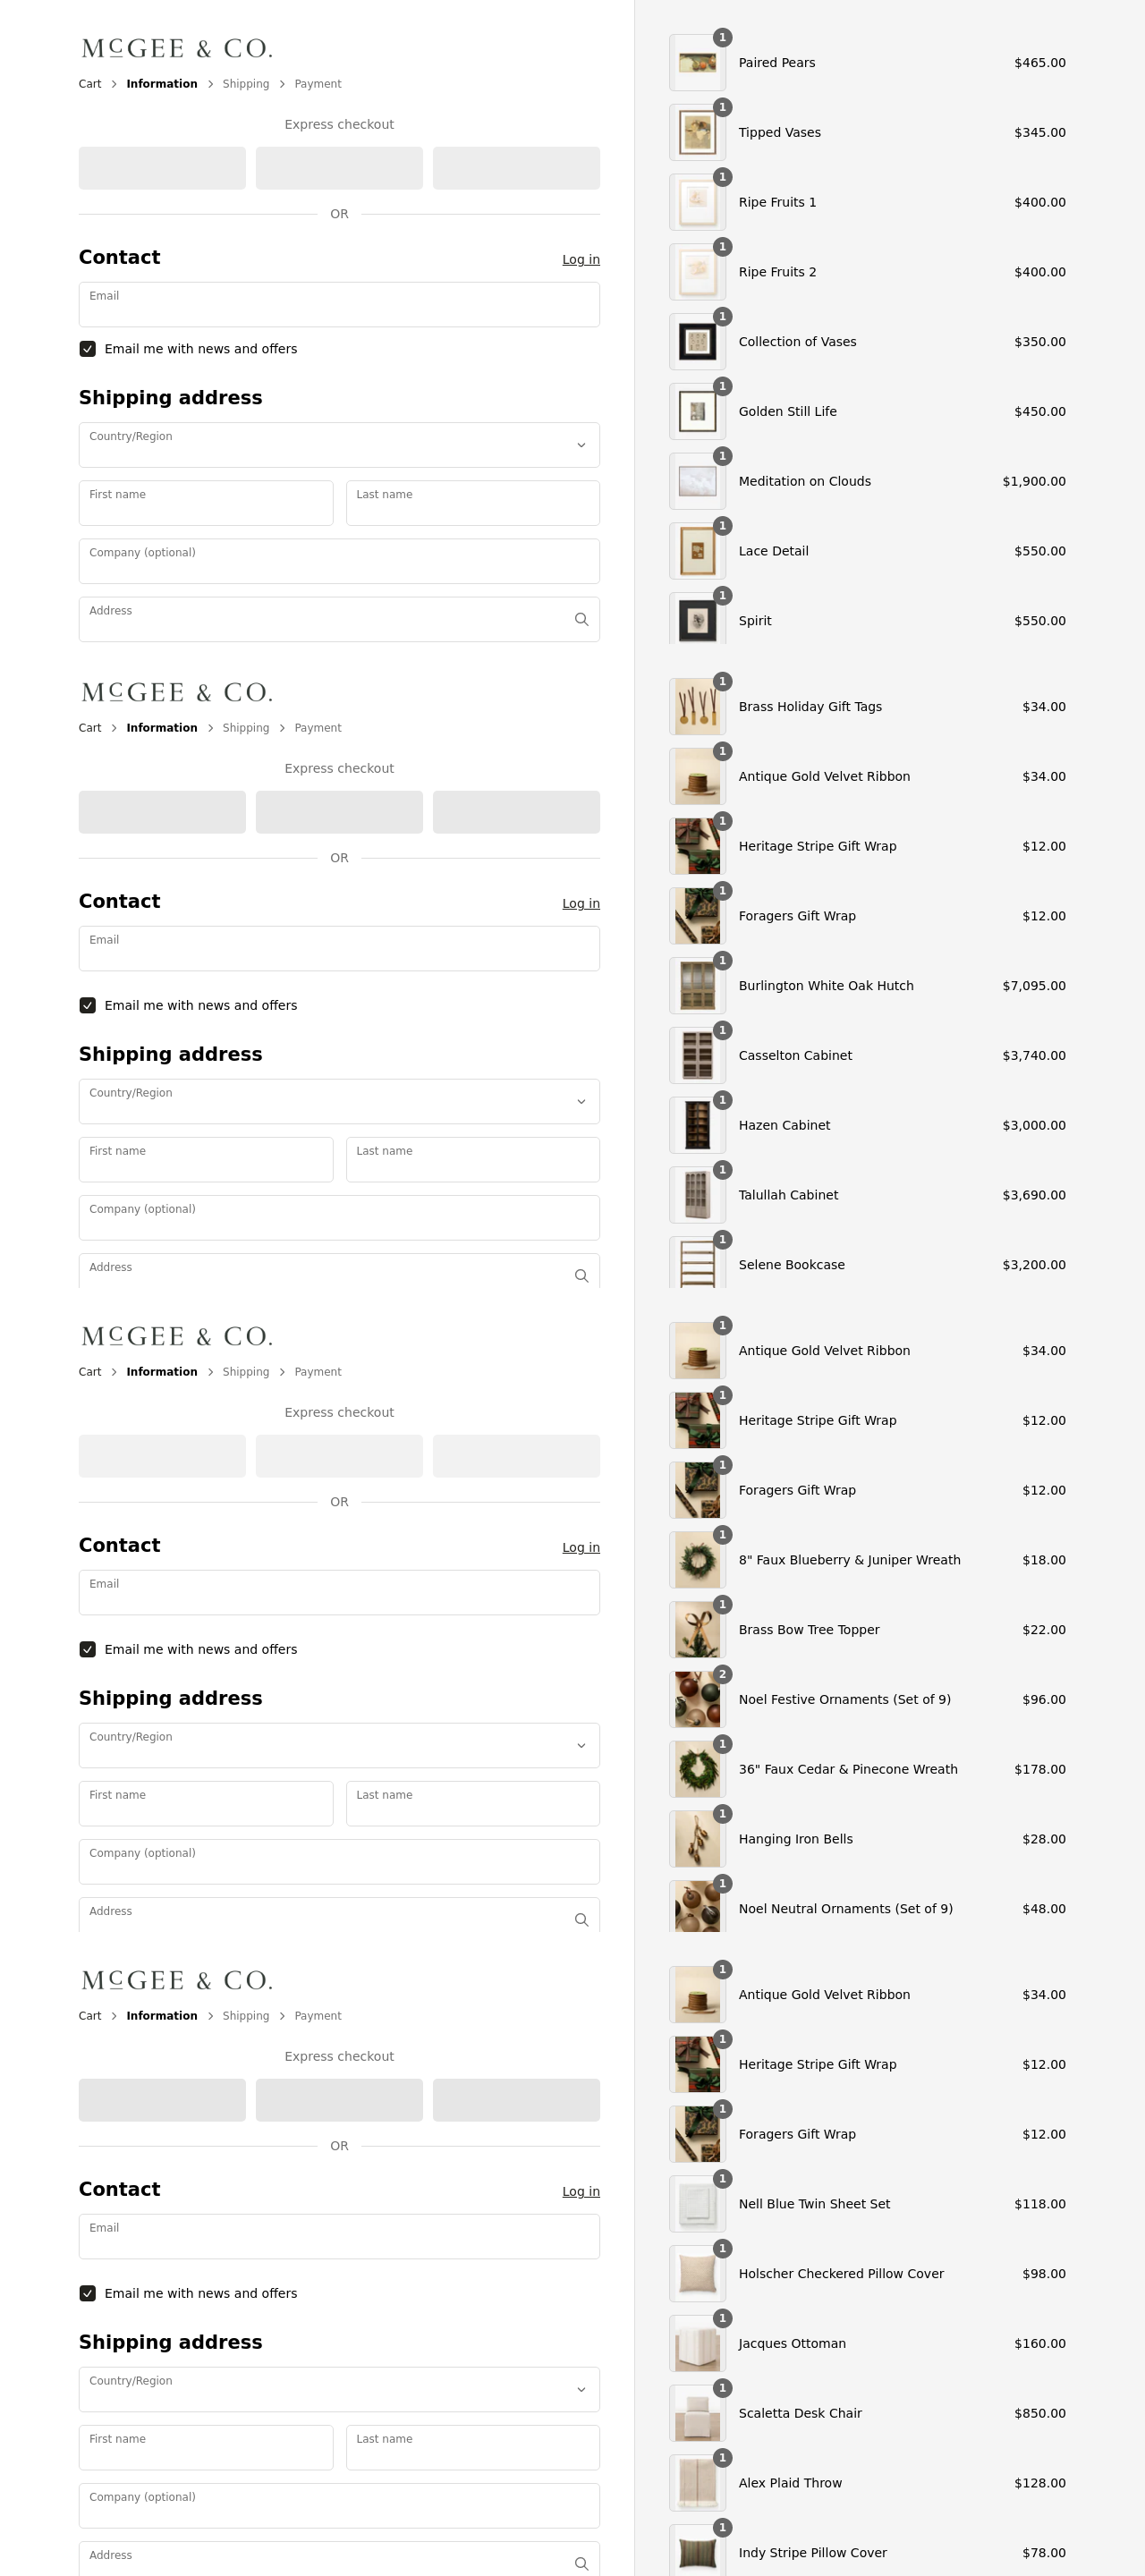 McGEE & CO.
Cart > Information > Shipping > Payment
Express checkout
OR
Contact
Log in
Email
Email me with news and offers
Shipping address
Country/Region
First name
Last name
Company (optional)
Address
1
Paired Pears
$465.00
1
Tipped Vases
$345.00
1
Ripe Fruits 1
$400.00
1
Ripe Fruits 2
$400.00
1
Collection of Vases
$350.00
1
Golden Still Life
$450.00
1
Meditation on Clouds
$1,900.00
1
Lace Detail
$550.00
1
Spirit
$550.00
McGEE & CO.
Cart > Information > Shipping > Payment
Express checkout
OR
Contact
Log in
Email
Email me with news and offers
Shipping address
Country/Region
First name
Last name
Company (optional)
Address
1
Brass Holiday Gift Tags
$34.00
1
Antique Gold Velvet Ribbon
$34.00
1
Heritage Stripe Gift Wrap
$12.00
1
Foragers Gift Wrap
$12.00
1
Burlington White Oak Hutch
$7,095.00
1
Casselton Cabinet
$3,740.00
1
Hazen Cabinet
$3,000.00
1
Talullah Cabinet
$3,690.00
1
Selene Bookcase
$3,200.00
McGEE & CO.
Cart > Information > Shipping > Payment
Express checkout
OR
Contact
Log in
Email
Email me with news and offers
Shipping address
Country/Region
First name
Last name
Company (optional)
Address
1
Antique Gold Velvet Ribbon
$34.00
1
Heritage Stripe Gift Wrap
$12.00
1
Foragers Gift Wrap
$12.00
1
8" Faux Blueberry & Juniper Wreath
$18.00
1
Brass Bow Tree Topper
$22.00
2
Noel Festive Ornaments (Set of 9)
$96.00
1
36" Faux Cedar & Pinecone Wreath
$178.00
1
Hanging Iron Bells
$28.00
1
Noel Neutral Ornaments (Set of 9)
$48.00
McGEE & CO.
Cart > Information > Shipping > Payment
Express checkout
OR
Contact
Log in
Email
Email me with news and offers
Shipping address
Country/Region
First name
Last name
Company (optional)
Address
1
Antique Gold Velvet Ribbon
$34.00
1
Heritage Stripe Gift Wrap
$12.00
1
Foragers Gift Wrap
$12.00
1
Nell Blue Twin Sheet Set
$118.00
1
Holscher Checkered Pillow Cover
$98.00
1
Jacques Ottoman
$160.00
1
Scaletta Desk Chair
$850.00
1
Alex Plaid Throw
$128.00
1
Indy Stripe Pillow Cover
$78.00